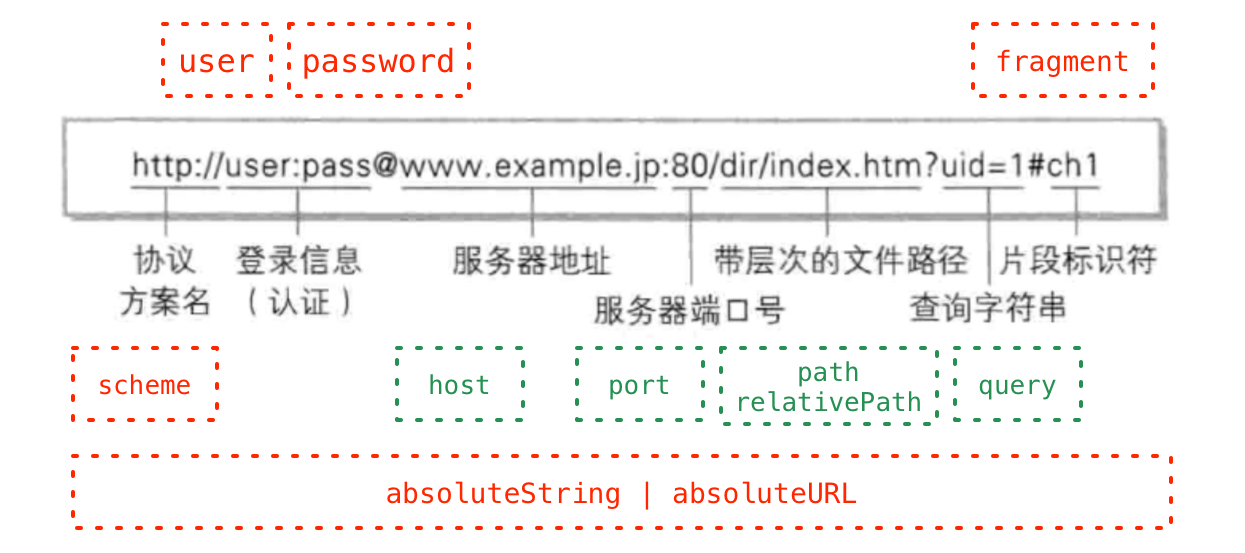 user password fragment
http://user:pass@www.example.jp:80/dir/index.htm?uid=1#ch1
协议 登录信息 服务器地址 带层次的文件路径 片段标识符
方案名 （认证） 服务器端口号 查询字符串
scheme host port path query
relativePath
absoluteString | absoluteURL